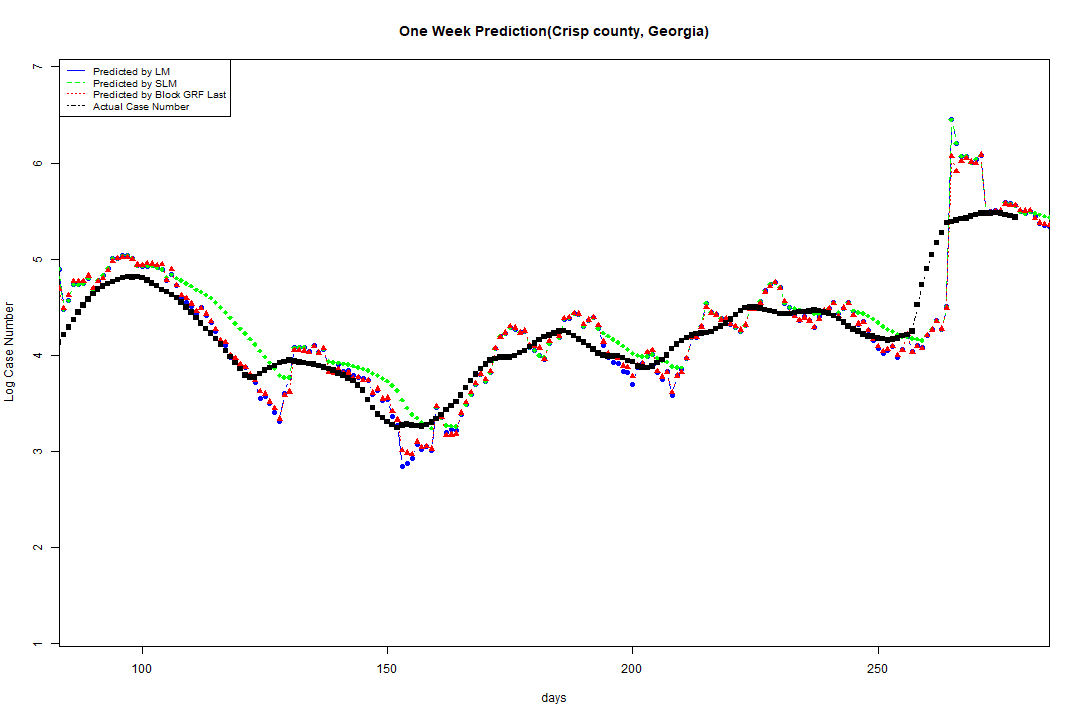 One Week Prediction(Crisp county, Georgia)
7
Predicted by LM
Predicted by SLM
Predicted by Block GRF Last
Actual Case Number
6
5
4
3
2
1
Log Case Number
100 150 200 250
days